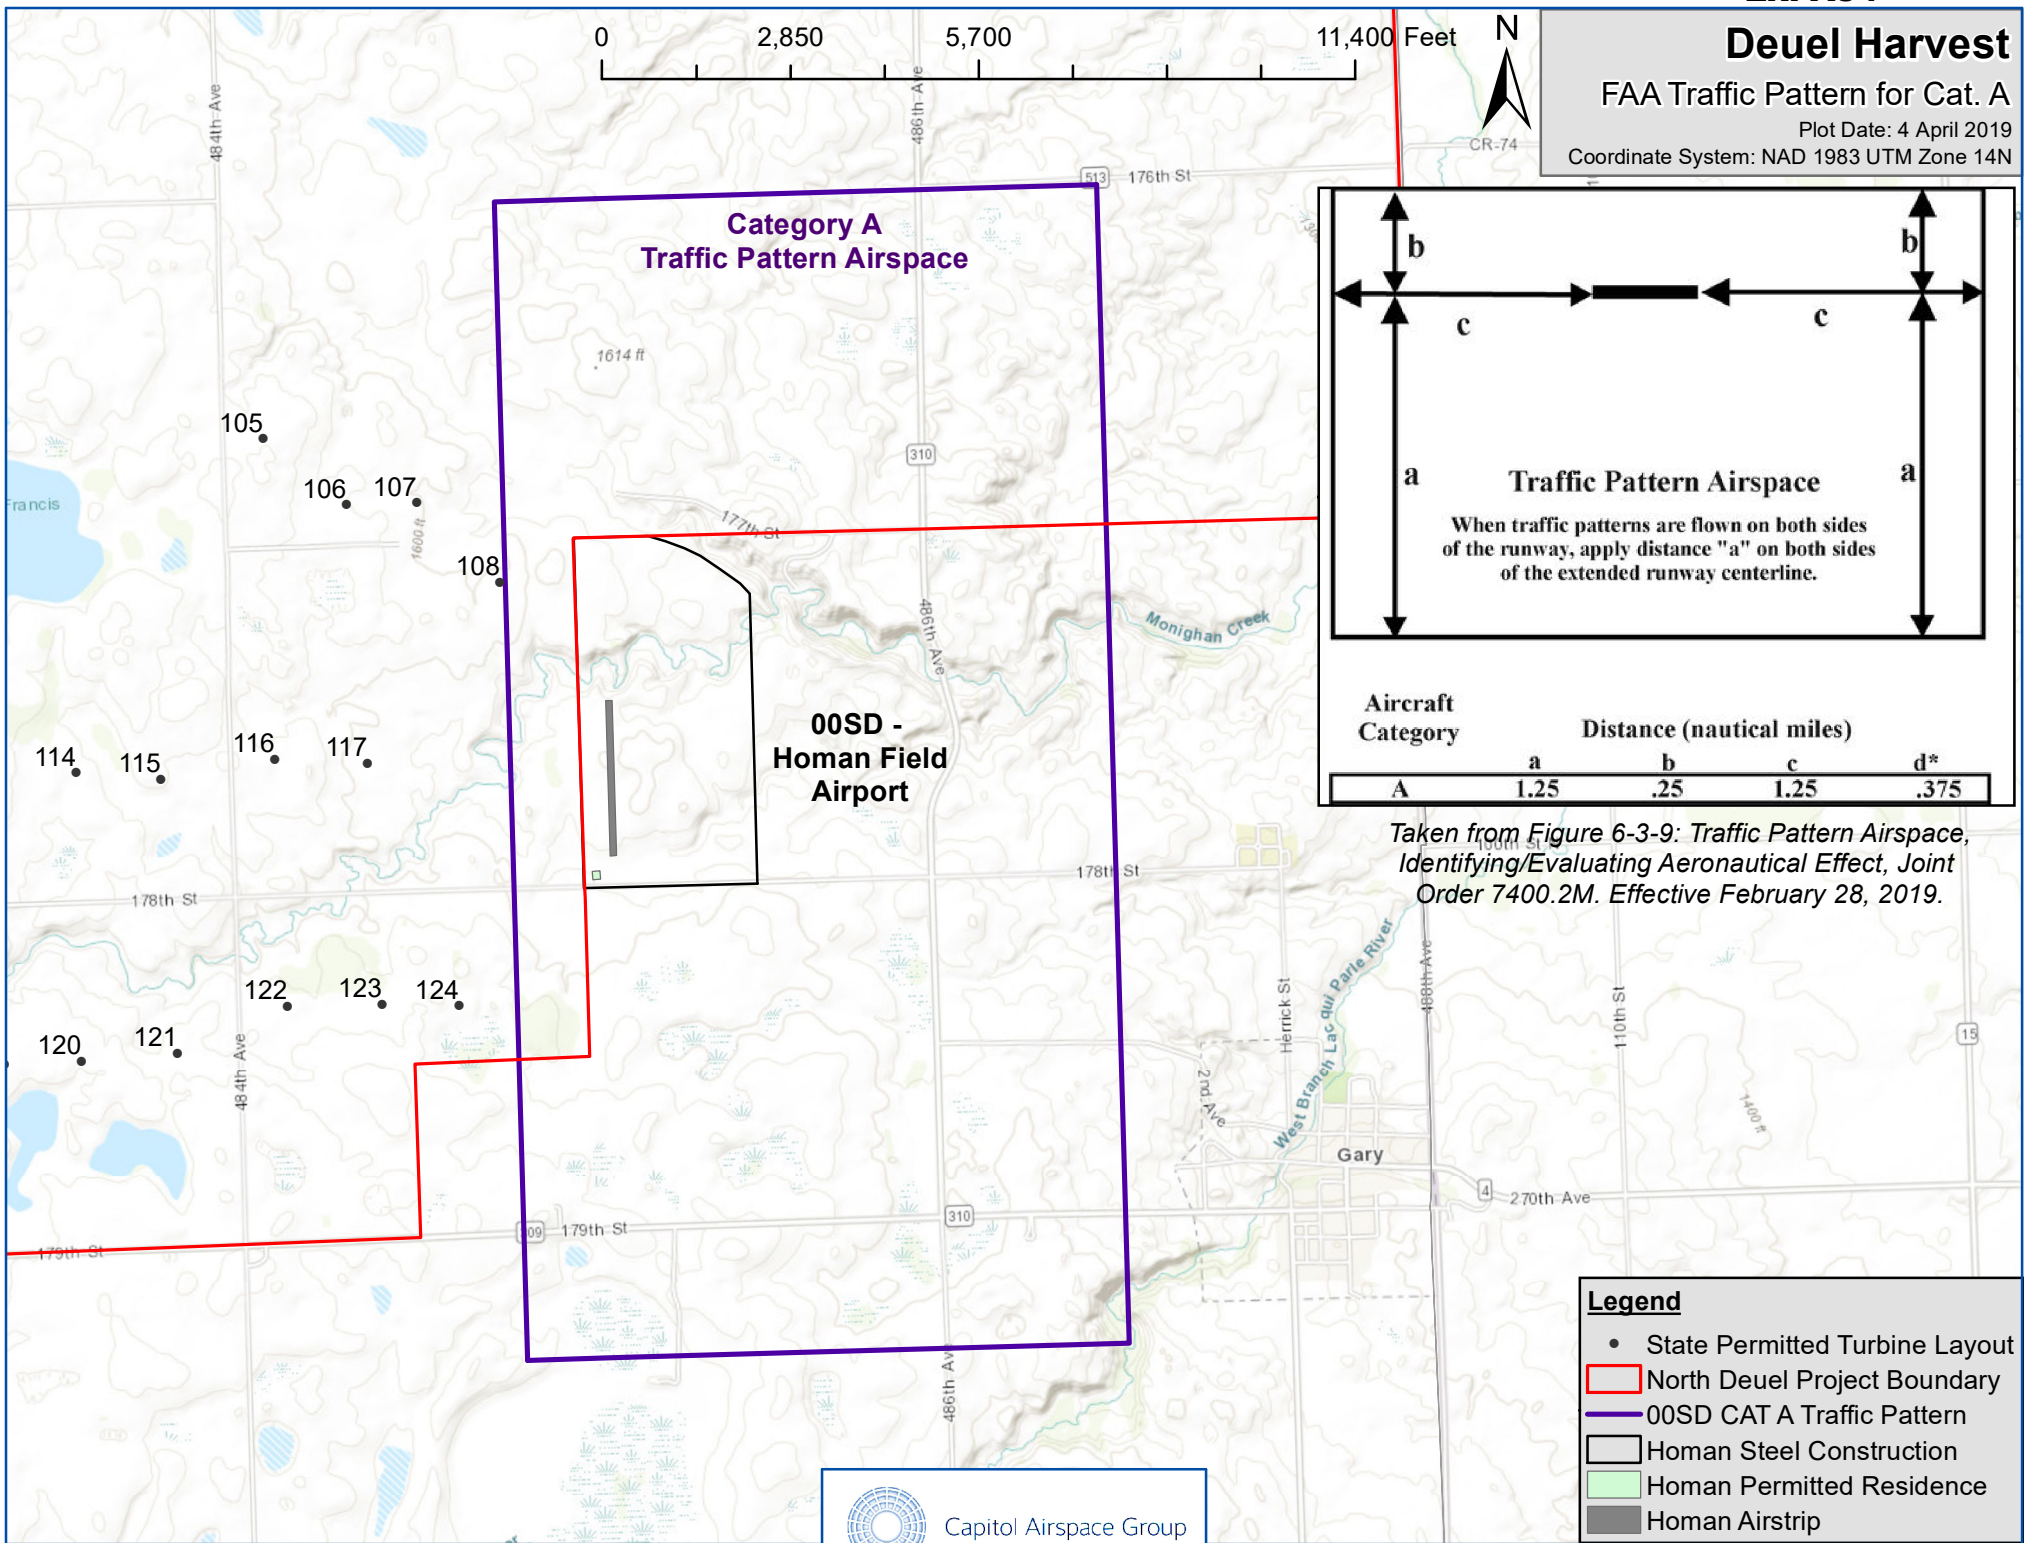 0
2,850
5,700
11,400 Feet
N
Deuel Harvest
FAA Traffic Pattern for Cat. A
Plot Date: 4 April 2019
Coordinate System: NAD 1983 UTM Zone 14N
484th Ave
486th Ave
CR-74
513
176th St
Category A
Traffic Pattern Airspace
1614 ft
310
105
106
107
108
1600 ft
Francis
177th St
486th Ave
Monighan Creek
b
b
c
c
a
a
Traffic Pattern Airspace
When traffic patterns are flown on both sides
of the runway, apply distance "a" on both sides
of the extended runway centerline.
Aircraft
Category
Distance (nautical miles)
a b c d*
A 1.25 .25 1.25 .375
Taken from Figure 6-3-9: Traffic Pattern Airspace,
Identifying/Evaluating Aeronautical Effect, Joint
Order 7400.2M. Effective February 28, 2019.
114
115
116
117
00SD -
Homan Field
Airport
178th St
178th St
120
121
122
123
124
484th Ave
Herrick St
West Branch Lac qui Parle River
488th Ave
110th St
15
2nd Ave
1400 ft
Gary
4
270th Ave
179th St
309
179th St
310
486th Ave
Legend
State Permitted Turbine Layout
North Deuel Project Boundary
00SD CAT A Traffic Pattern
Homan Steel Construction
Homan Permitted Residence
Homan Airstrip
Capitol Airspace Group